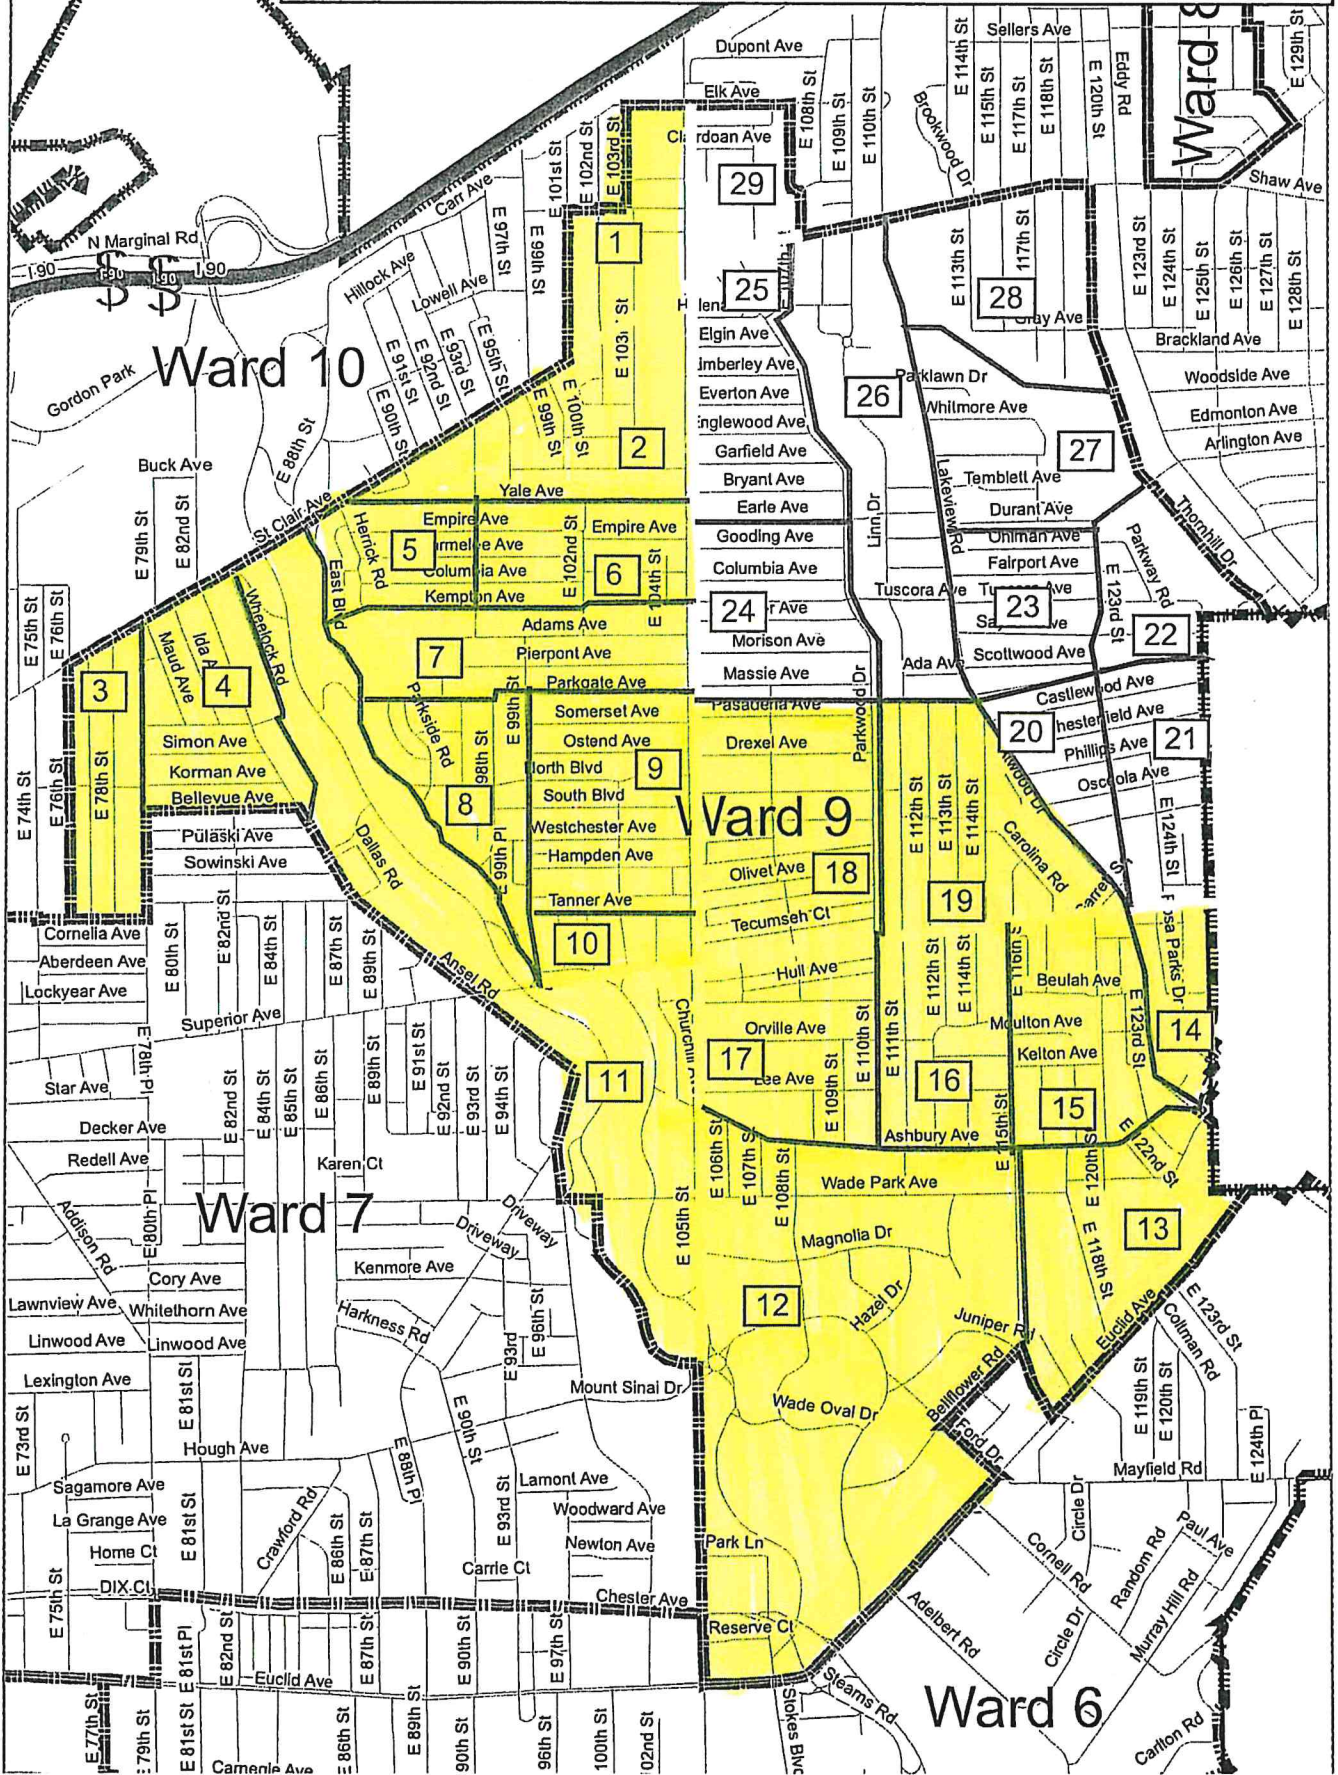 Dupont Ave
Sellers Ave
E 114th St
E 115th St
E 117th St
E 118th St
E 120th St
Eddy Rd
Ward 8
E 129th St
Elk Ave
E 108th St
E 109th St
E 110th St
Brookwood Dr
E 101st St
E 102nd St
E 103rd St
29
Shaw Ave
Carr Ave
N Marginal Rd
I-90
I-90
I-90
I-90
E 97th St
E 99th St
1
Hillock Ave
Lowell Ave
25
E 113th St
117th St
28
E 123rd St
E 124th St
E 125th St
E 126th St
E 127th St
E 128th St
Elgin Ave
Brackland Ave
Ward 10
E 90th St
E 91st St
E 92nd St
E 93rd St
E 95th St
Gordon Park
Everton Ave
26
Parklawn Dr
Woodside Ave
Whitmore Ave
Edmonton Ave
Arlington Ave
E 99th St
E 100th St
2
Garfield Ave
27
E 88th St
Buck Ave
Bryant Ave
Temblett Ave
Yale Ave
Earle Ave
Durant Ave
Thornhill Dr
E 79th St
E 82nd St
St Clair Ave
Herrick Rd
Empire Ave
Empire Ave
Gooding Ave
Linn Dr
Lakeview Rd
Uhlman Ave
5
E 102nd St
6
Columbia Ave
Columbia Ave
Fairport Ave
Parkway Rd
E 75th St
E 76th St
Kempton Ave
E 104th St
24
Tuscora Ave
23
E 123rd St
East Blvd
Wheelock Rd
Adams Ave
Morison Ave
22
Maud Ave
7
Pierpont Ave
Massie Ave
Ada Ave
Scottwood Ave
3
4
Parkgate Ave
Castlewood Ave
Parkside Rd
E 99th St
Somerset Ave
Pasadena Ave
Parkwood Dr
20
Simon Ave
98th St
Ostend Ave
9
Drexel Ave
Phillips Ave
21
E 74th St
E 76th St
E 78th St
Korman Ave
Osceola Ave
Bellevue Ave
8
South Blvd
Ward 9
E 112th St
E 113th St
E 114th St
Pulaski Ave
Westchester Ave
Carolina Rd
E 124th St
Sowinski Ave
Dallas Rd
E 99th Pl
Hampden Ave
Olivet Ave
18
Tanner Ave
19
Tecumseh Ct
Cornelia Ave
E 80th St
E 82nd St
E 84th St
E 87th St
E 89th St
10
Aberdeen Ave
Ansel Rd
Hull Ave
E 112th St
E 114th St
Beulah Ave
Lockyear Ave
Superior Ave
Orville Ave
E 110th St
E 111th St
Moulton Ave
E 123rd St
14
E 78th Pl
17
Kelton Ave
Star Ave
E 82nd St
E 84th St
E 85th St
E 86th St
E 89th St
E 91st St
E 92nd St
E 93rd St
E 94th St
11
E 109th St
16
15
Decker Ave
Ashbury Ave
Redell Ave
Karen Ct
E 106th St
E 107th St
E 108th St
Wade Park Ave
E 120th St
Addison Rd
E 80th Pl
Ward 7
Driveway
Driveway
E 105th St
Magnolia Dr
13
E 118th St
Kenmore Ave
Cory Ave
Lawnview Ave
Whitethorn Ave
Harkness Rd
12
Hazel Dr
Juniper Rd
Euclid Ave
E 123rd St
Coltman Rd
Linwood Ave
Linwood Ave
E 96th St
Lexington Ave
E 81st St
Mount Sinai Dr
Bellflower Rd
E 119th St
E 120th St
E 73rd St
E 90th St
Wade Oval Dr
Ford Dr
E 124th Pl
Hough Ave
E 88th Pl
Lamont Ave
Mayfield Rd
Sagamore Ave
E 93rd St
Woodward Ave
La Grange Ave
E 81st St
Crawford Rd
E 86th St
E 87th St
Newton Ave
Park Ln
Cornell Rd
Circle Dr
Random Rd
Paul Ave
Home Ct
Carrie Ct
DIX Ct
Chester Ave
Adelbert Rd
Murray Hill Rd
E 75th St
Reserve Ct
E 81st Pl
E 82nd St
E 87th St
E 90th St
E 97th St
Circle Dr
Euclid Ave
Stearns Rd
Ward 6
Carlton Rd
E 77th St
79th St
E 81st St
Carnegie Ave
E 86th St
E 89th St
90th St
96th St
100th St
02nd St